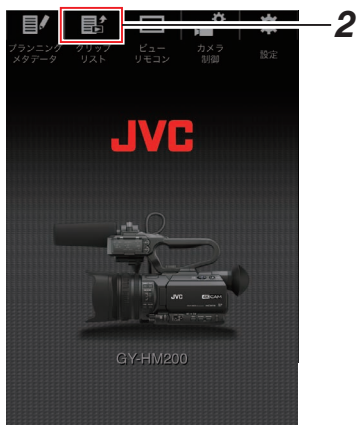 2
プランニング
メタデータ
クリップ
リスト
ビュー
リモコン
カメラ
制御
設定
JVC
JVC
4KCAM
GY-HM200